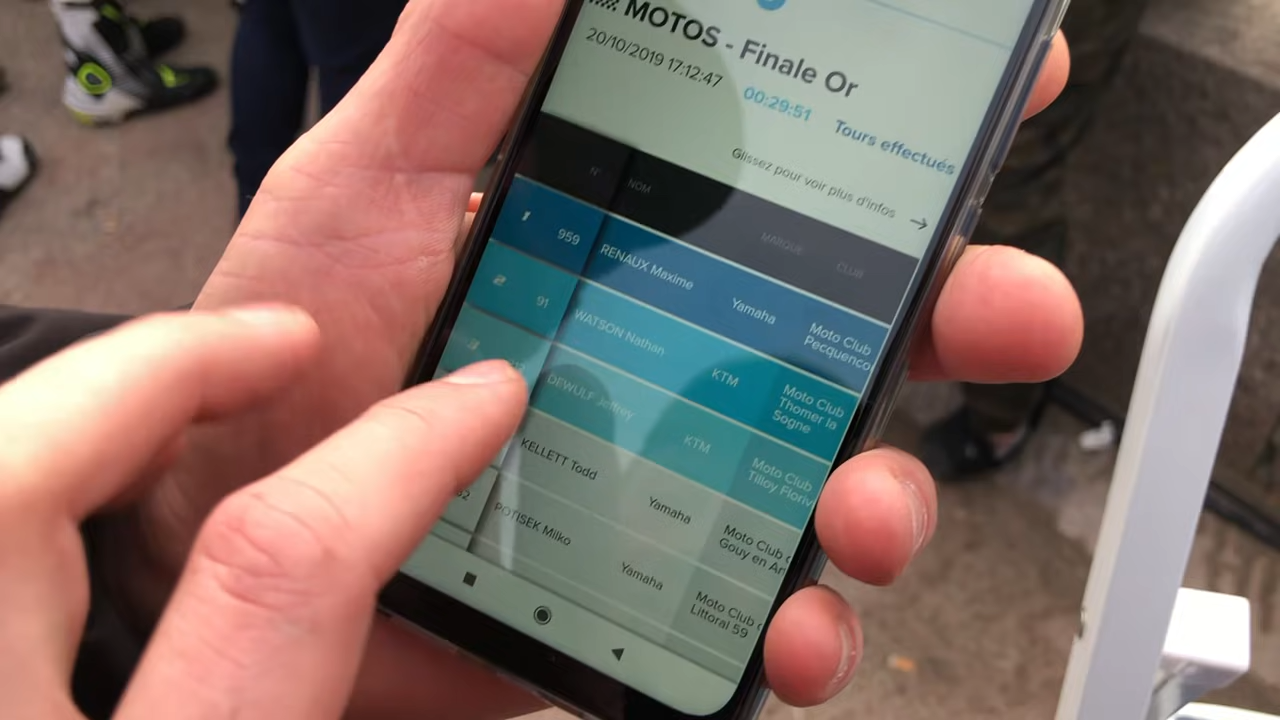 MOTOS - Finale Or
20/10/2019 17:12:47
00:29:51
Tours effectués
Glissez pour voir plus d'infos →
N° NOM MARQUE CLUB
1 959 RENAUX Maxime Yamaha Moto Club
Pecquenco
2 91 WATSON Nathan KTM Moto Club
Thomer la
Sogne
3 DEWULF Jeffrey KTM Moto Club
Tilloy Floriv
KELLETT Todd Yamaha Moto Club
Gouy en Ar
POTISEK Milko Yamaha Moto Club
Littoral 59